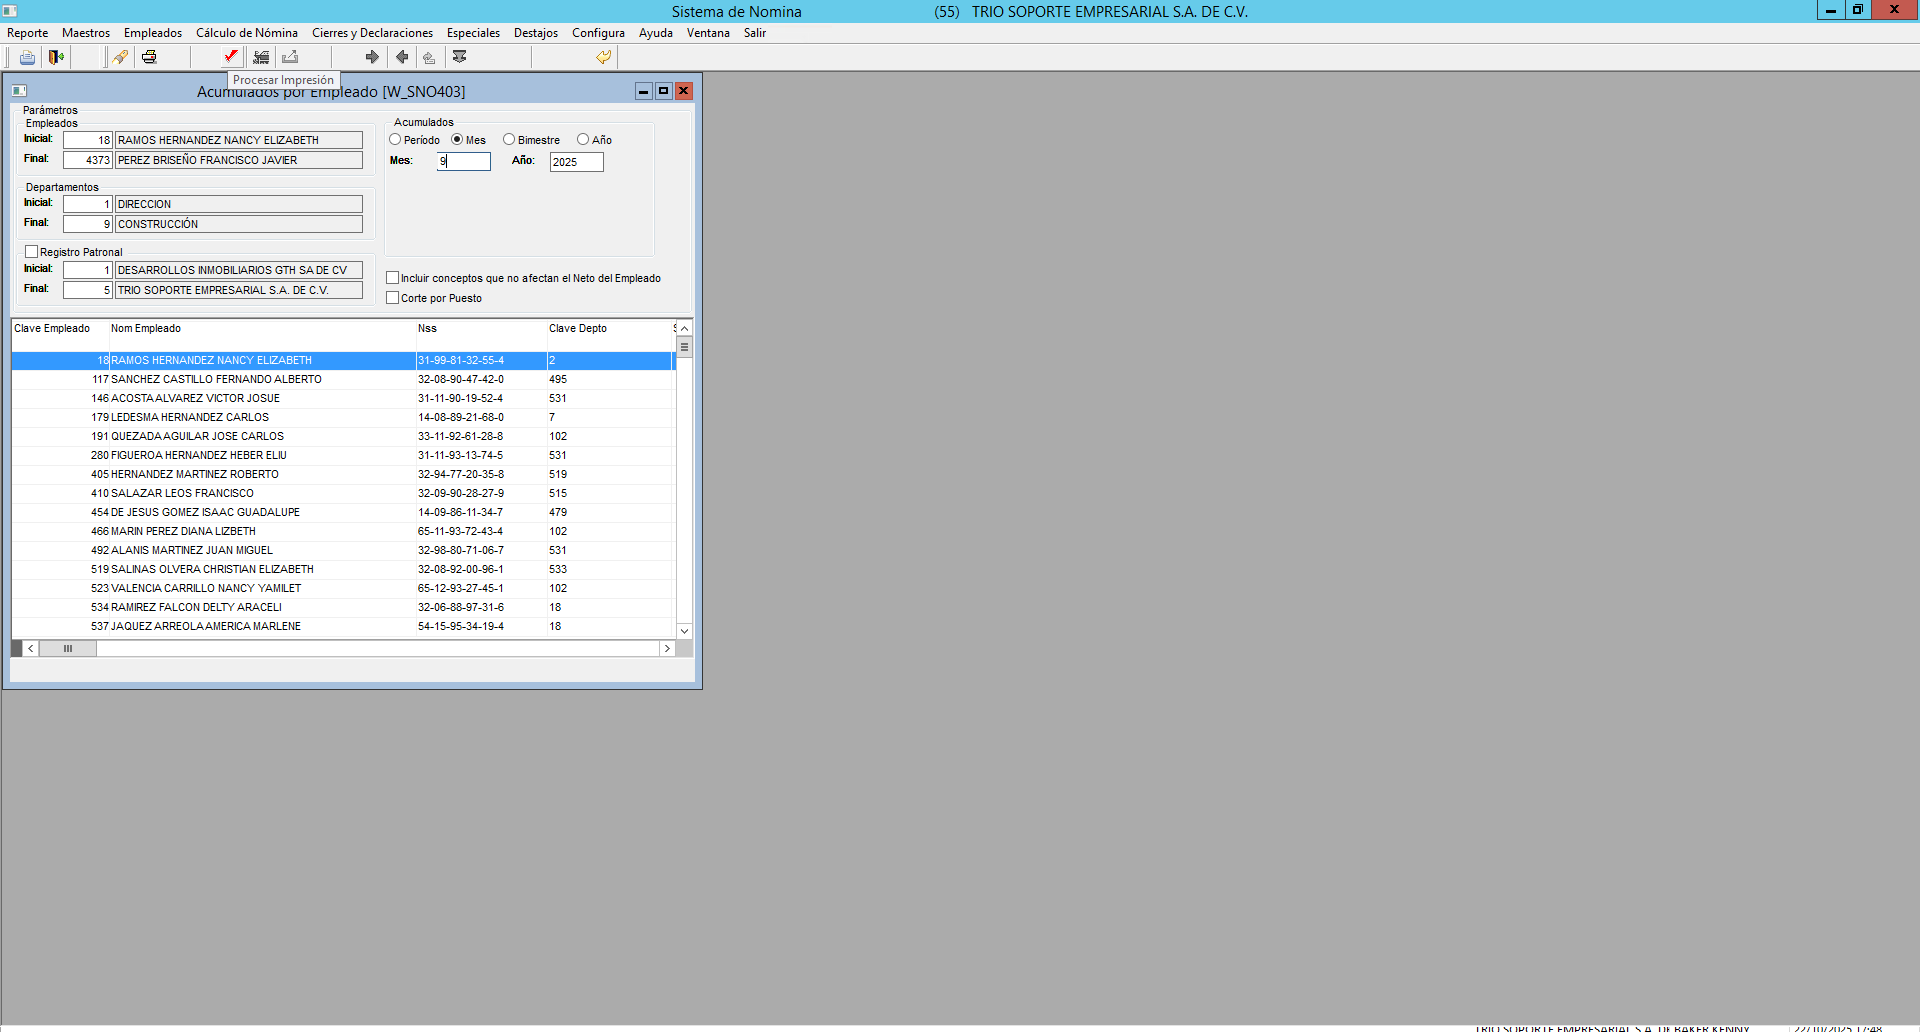 Sistema de Nomina (55) TRIO SOPORTE EMPRESARIAL S.A. DE C.V.
Reporte Maestros Empleados Cálculo de Nómina Cierres y Declaraciones Especiales Destajos Configura Ayuda Ventana Salir
Procesar Impresión
Acumulados por Empleado [W_SNO403]
Parámetros
Empleados
Inicial: 18 RAMOS HERNANDEZ NANCY ELIZABETH
Final: 4373 PEREZ BRISEÑO FRANCISCO JAVIER
Departamentos
Inicial: 1 DIRECCION
Final: 9 CONSTRUCCIÓN
Registro Patronal
Inicial: 1 DESARROLLOS INMOBILIARIOS GTH SA DE CV
Final: 5 TRIO SOPORTE EMPRESARIAL S.A. DE C.V.
Acumulados
Período Mes Bimestre Año
Mes: 9 Año: 2025
Incluir conceptos que no afectan el Neto del Empleado
Corte por Puesto
Clave Empleado Nom Empleado Nss Clave Depto
18 RAMOS HERNANDEZ NANCY ELIZABETH 31-99-81-32-55-4 2
117 SANCHEZ CASTILLO FERNANDO ALBERTO 32-08-90-47-42-0 495
146 ACOSTA ALVAREZ VICTOR JOSUE 31-11-90-19-52-4 531
179 LEDESMA HERNANDEZ CARLOS 14-08-89-21-68-0 7
191 QUEZADA AGUILAR JOSE CARLOS 33-11-92-61-28-8 102
280 FIGUEROA HERNANDEZ HEBER ELIU 31-11-93-13-74-5 531
405 HERNANDEZ MARTINEZ ROBERTO 32-94-77-20-35-8 519
410 SALAZAR LEOS FRANCISCO 32-09-90-28-27-9 515
454 DE JESUS GOMEZ ISAAC GUADALUPE 14-09-86-11-34-7 479
466 MARIN PEREZ DIANA LIZBETH 65-11-93-72-43-4 102
492 ALANIS MARTINEZ JUAN MIGUEL 32-98-80-71-06-7 531
519 SALINAS OLVERA CHRISTIAN ELIZABETH 32-08-92-00-96-1 533
523 VALENCIA CARRILLO NANCY YAMILET 65-12-93-27-45-1 102
534 RAMIREZ FALCON DELTY ARACELI 32-06-88-97-31-6 18
537 JAQUEZ ARREOLA AMERICA MARLENE 54-15-95-34-19-4 18
TRIO SOPORTE EMPRESARIAL S.A. DE BAKER KENNY 22/10/2025 17:48